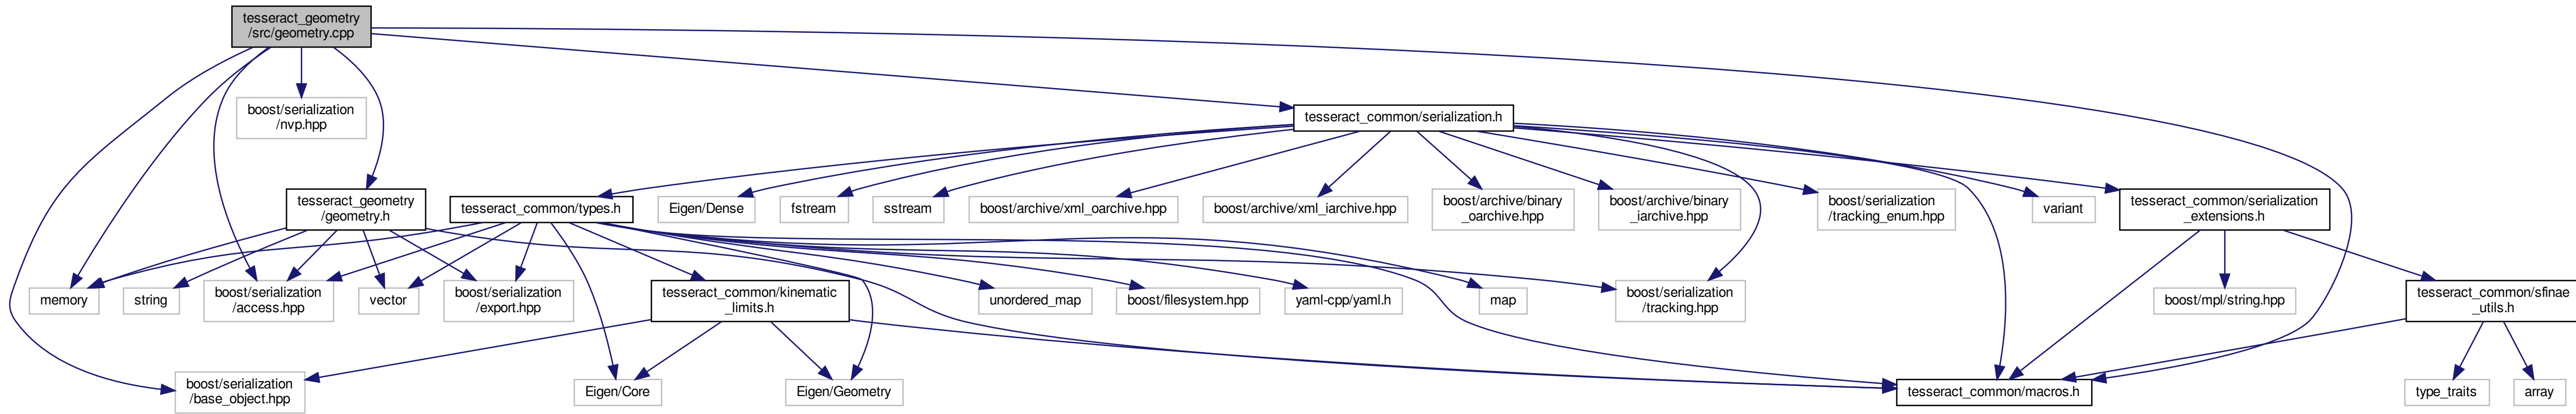 tesseract_geometry
/src/geometry.cpp
boost/serialization
/nvp.hpp
tesseract_common/serialization.h
tesseract_geometry
/geometry.h
tesseract_common/types.h
Eigen/Dense
fstream
sstream
boost/archive/xml_oarchive.hpp
boost/archive/xml_iarchive.hpp
boost/archive/binary
_oarchive.hpp
boost/archive/binary
_iarchive.hpp
boost/serialization
/tracking_enum.hpp
variant
tesseract_common/serialization
_extensions.h
memory
string
boost/serialization
/access.hpp
vector
boost/serialization
/export.hpp
tesseract_common/kinematic
_limits.h
unordered_map
boost/filesystem.hpp
yaml-cpp/yaml.h
map
boost/serialization
/tracking.hpp
boost/mpl/string.hpp
tesseract_common/sfinae
_utils.h
boost/serialization
/base_object.hpp
Eigen/Core
Eigen/Geometry
tesseract_common/macros.h
type_traits
array